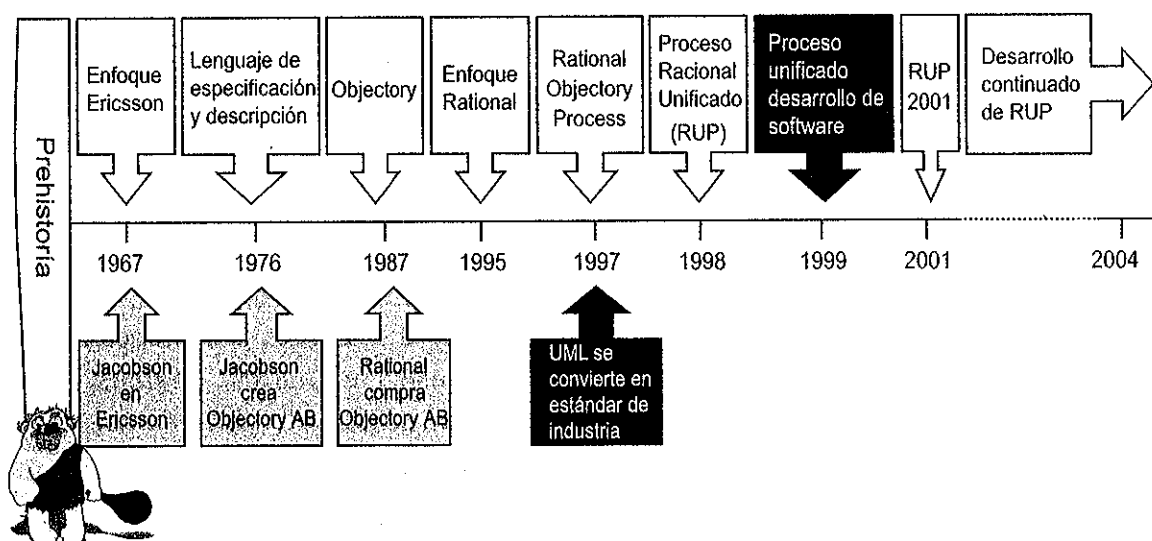 Prehistoría
Enfoque
Ericsson
Lenguaje de
especificación
y descripción
Objectory
Enfoque
Rational
Rational
Objectory
Process
Proceso
Racional
Unificado
(RUP)
Proceso
unificado
desarrollo de
software
RUP
2001
Desarrollo
continuado
de RUP
1967
1976
1987
1995
1997
1998
1999
2001
2004
Jacobson
en
Ericsson
Jacobson
crea
Objectory AB
Rational
compra
Objectory AB
UML se
convierte en
estándar de
industria